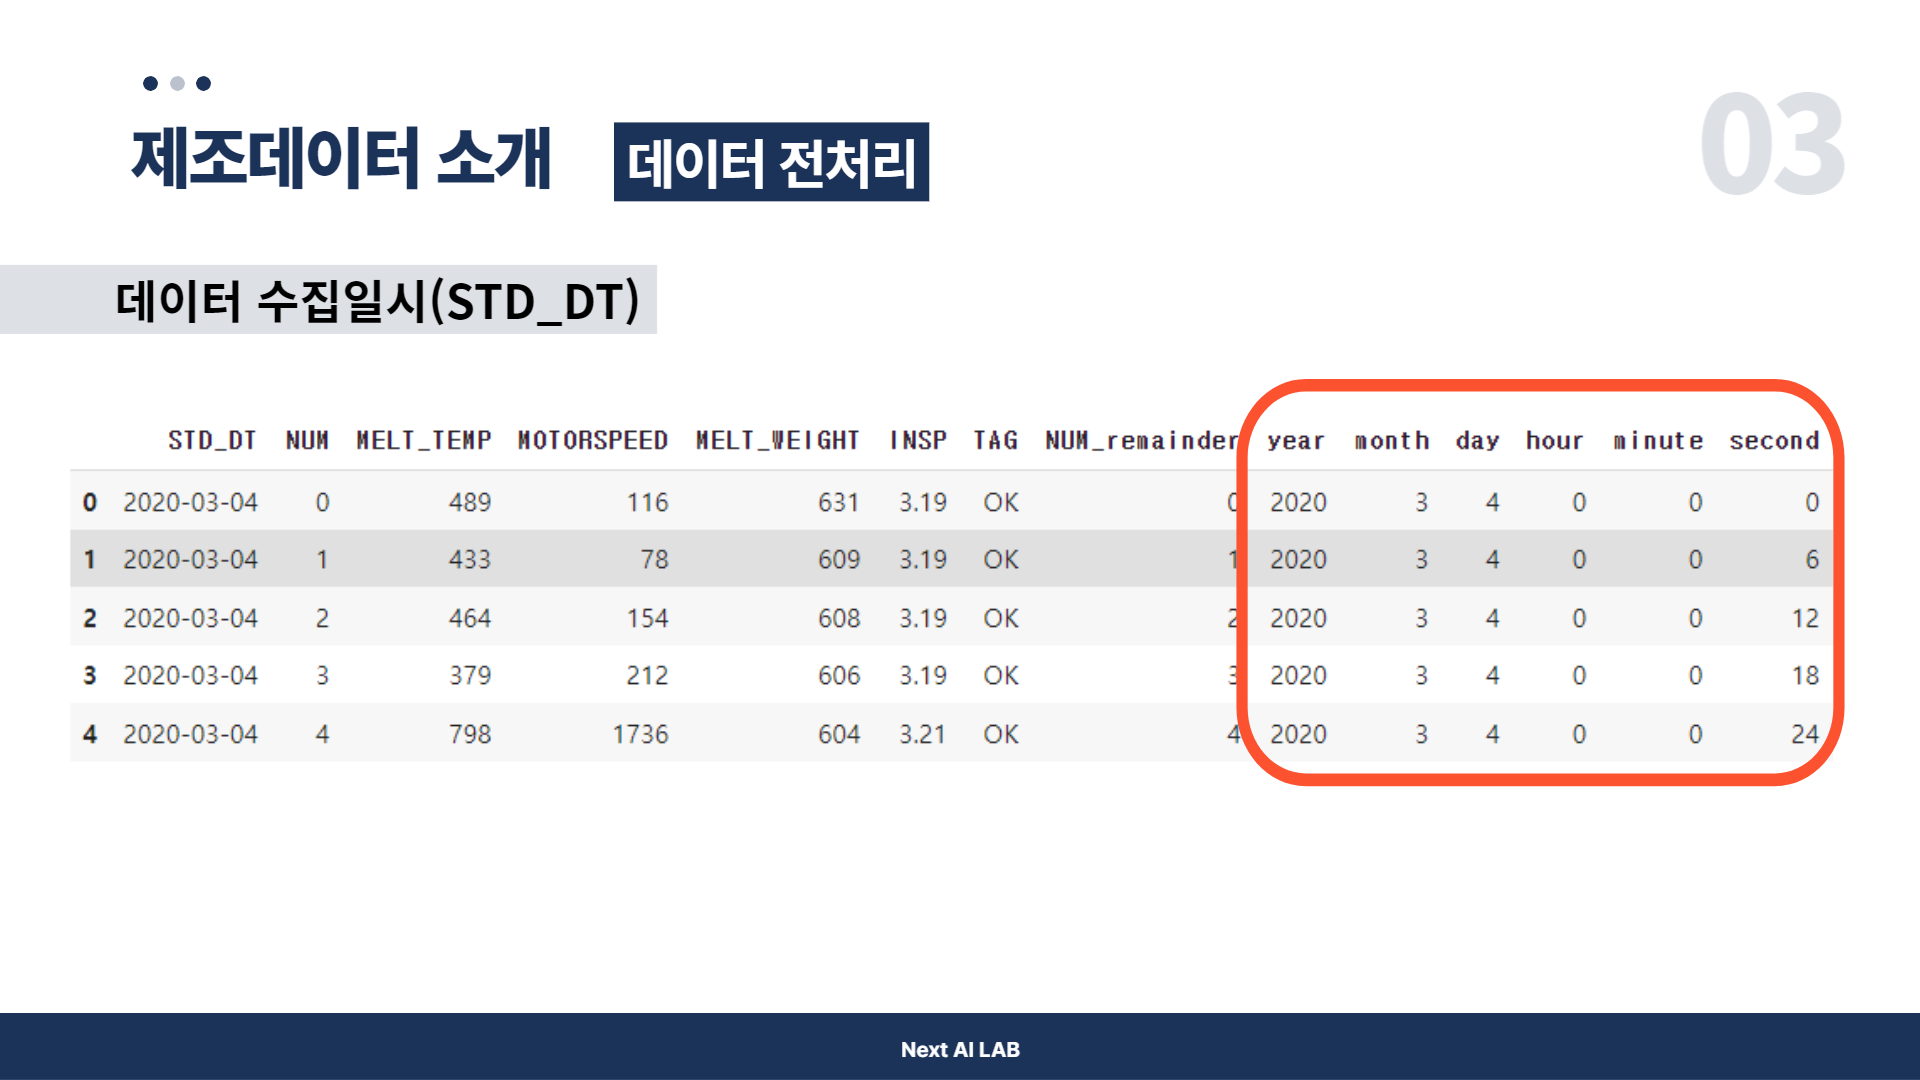 제조데이터 소개 데이터 전처리 03
데이터 수집일시(STD_DT)
STD_DT NUM MELT_TEMP MOTORSPEED MELT_WEIGHT INSP TAG NUM_remainder year month day hour minute second
0 2020-03-04 0 489 116 631 3.19 OK 0 2020 3 4 0 0 0
1 2020-03-04 1 433 78 609 3.19 OK 1 2020 3 4 0 0 6
2 2020-03-04 2 464 154 608 3.19 OK 2 2020 3 4 0 0 12
3 2020-03-04 3 379 212 606 3.19 OK 3 2020 3 4 0 0 18
4 2020-03-04 4 798 1736 604 3.21 OK 4 2020 3 4 0 0 24
Next AI LAB